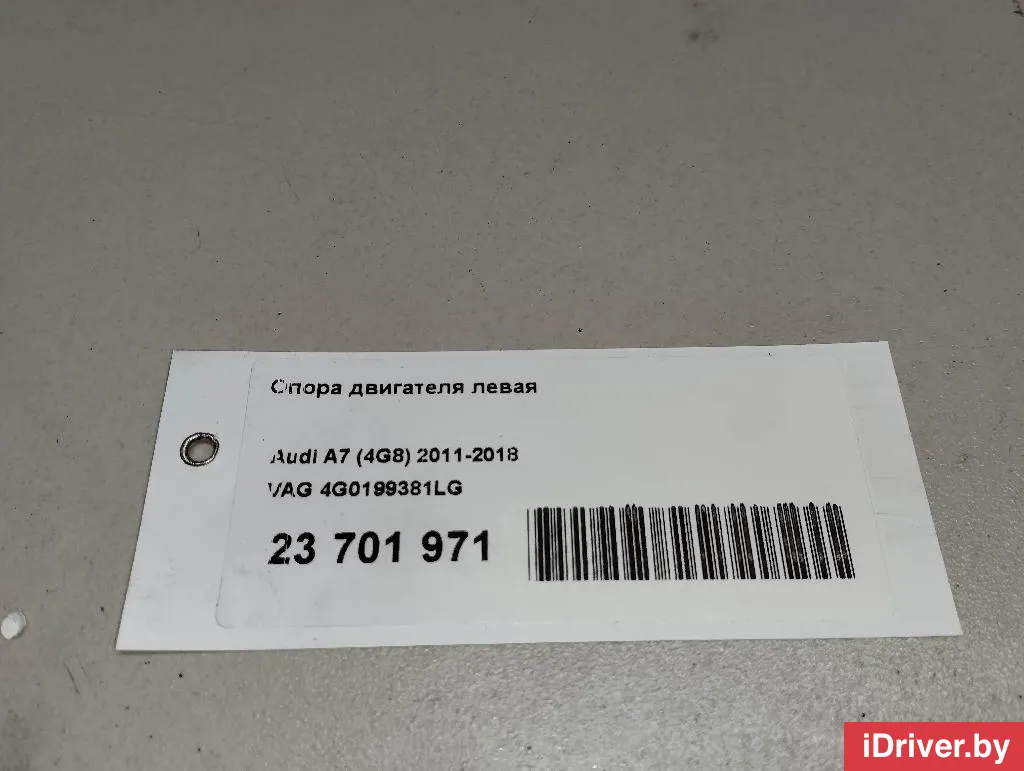 Опора двигателя левая
Audi A7 (4G8) 2011-2018
VAG 4G0199381LG
23 701 971
iDriver.by